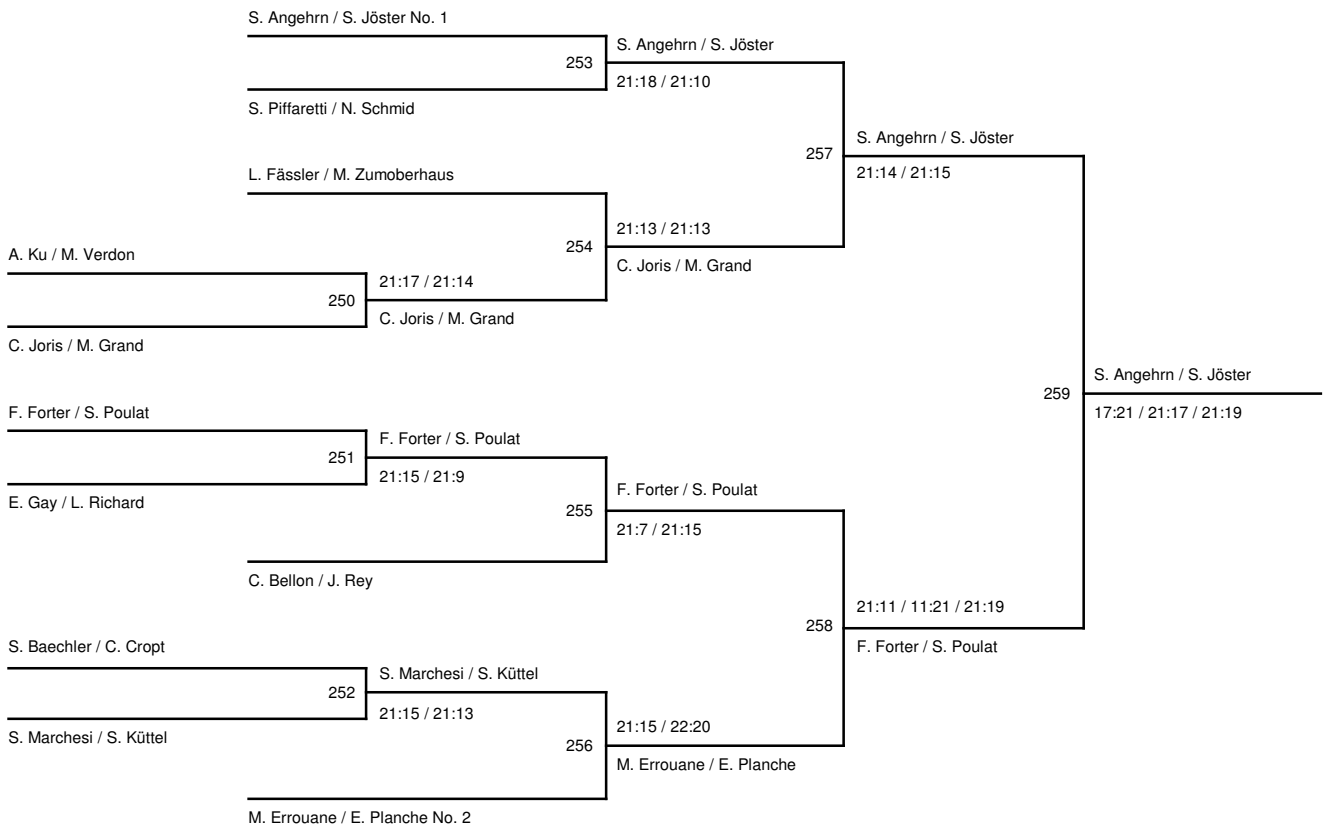 S. Angehrn / S. Jöster No. 1
S. Angehrn / S. Jöster
253
21:18 / 21:10
S. Piffaretti / N. Schmid
S. Angehrn / S. Jöster
257
21:14 / 21:15
L. Fässler / M. Zumoberhaus
21:13 / 21:13
254
C. Joris / M. Grand
A. Ku / M. Verdon
21:17 / 21:14
250
C. Joris / M. Grand
C. Joris / M. Grand
S. Angehrn / S. Jöster
259
17:21 / 21:17 / 21:19
F. Forter / S. Poulat
F. Forter / S. Poulat
251
21:15 / 21:9
E. Gay / L. Richard
F. Forter / S. Poulat
255
21:7 / 21:15
C. Bellon / J. Rey
21:11 / 11:21 / 21:19
258
F. Forter / S. Poulat
S. Baechler / C. Cropt
S. Marchesi / S. Küttel
252
21:15 / 21:13
S. Marchesi / S. Küttel
21:15 / 22:20
256
M. Errouane / E. Planche
M. Errouane / E. Planche No. 2